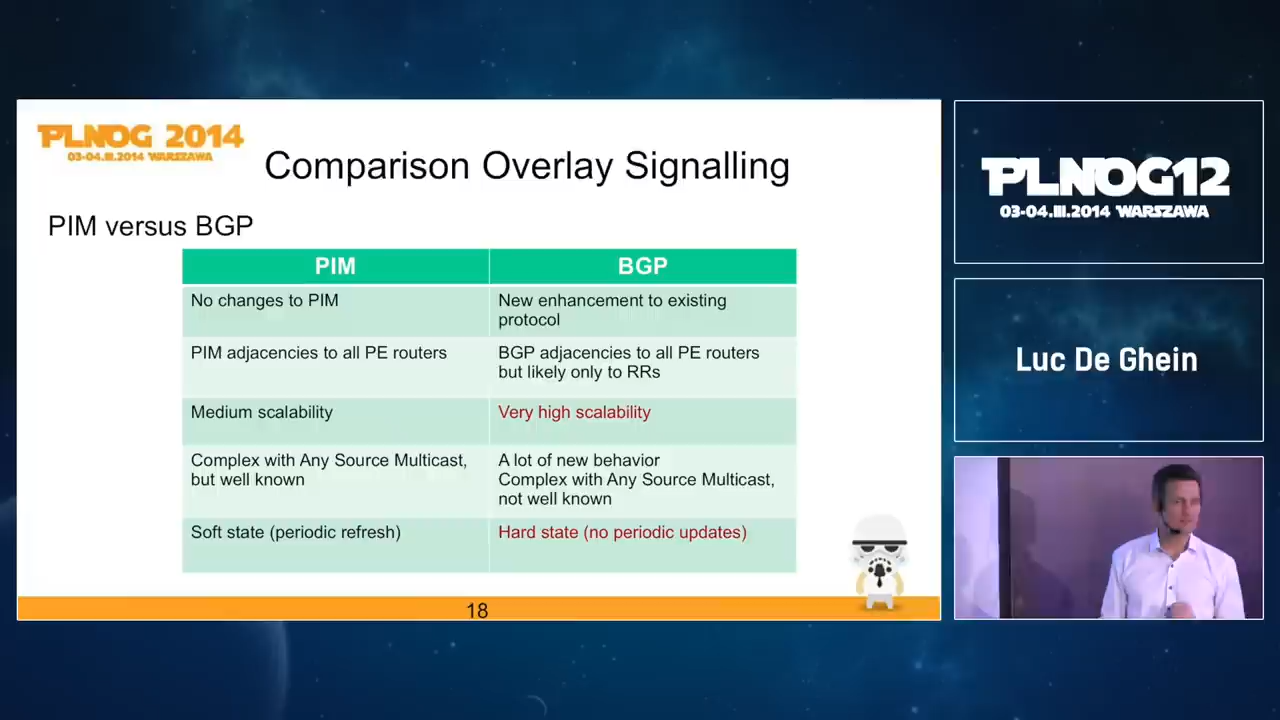 PLNOG 2014
03-04.III.2014 WARSZAWA
Comparison Overlay Signalling
PIM versus BGP
PIM
BGP
No changes to PIM
New enhancement to existing
protocol
PIM adjacencies to all PE routers
BGP adjacencies to all PE routers
but likely only to RRs
Medium scalability
Very high scalability
Complex with Any Source Multicast,
but well known
A lot of new behavior
Complex with Any Source Multicast,
not well known
Soft state (periodic refresh)
Hard state (no periodic updates)
18
PLNOG12
03-04.III.2014 WARSZAWA
Luc De Ghein